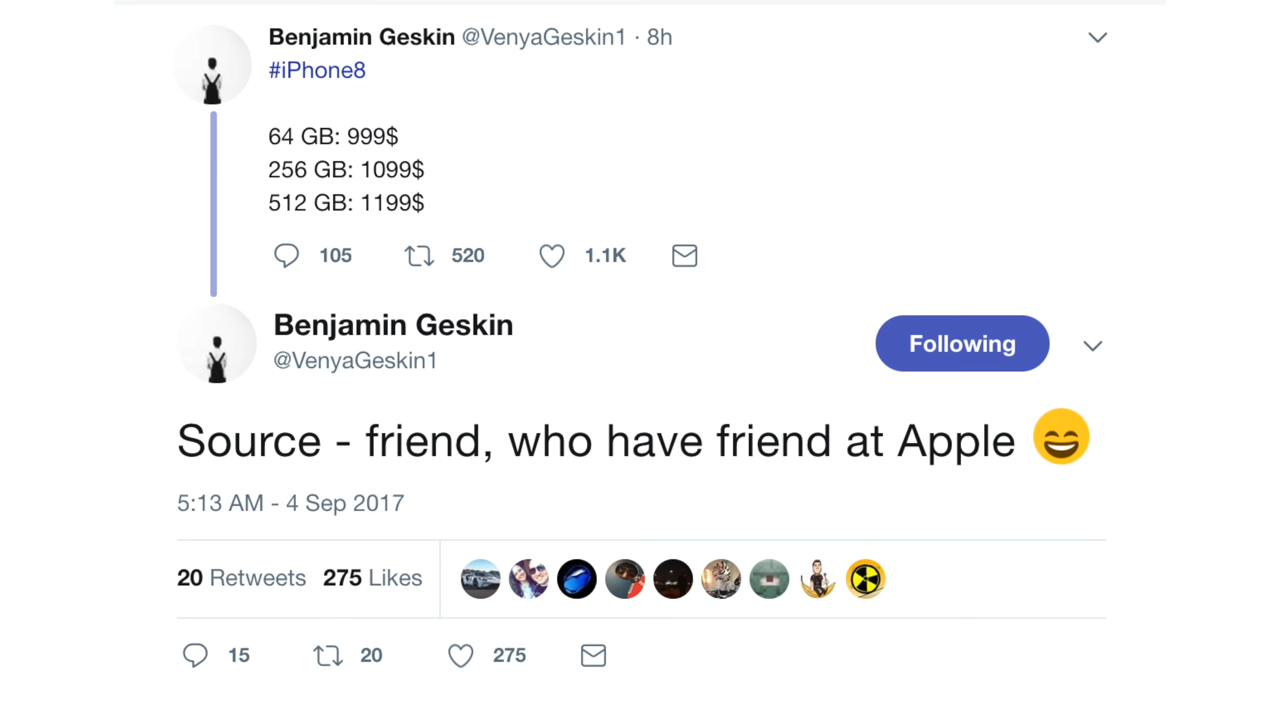 Benjamin Geskin @VenyaGeskin1 · 8h
#iPhone8
64 GB: 999$
256 GB: 1099$
512 GB: 1199$
105 520 1.1K
Benjamin Geskin
@VenyaGeskin1
Following
Source - friend, who have friend at Apple 😄
5:13 AM - 4 Sep 2017
20 Retweets 275 Likes
15 20 275